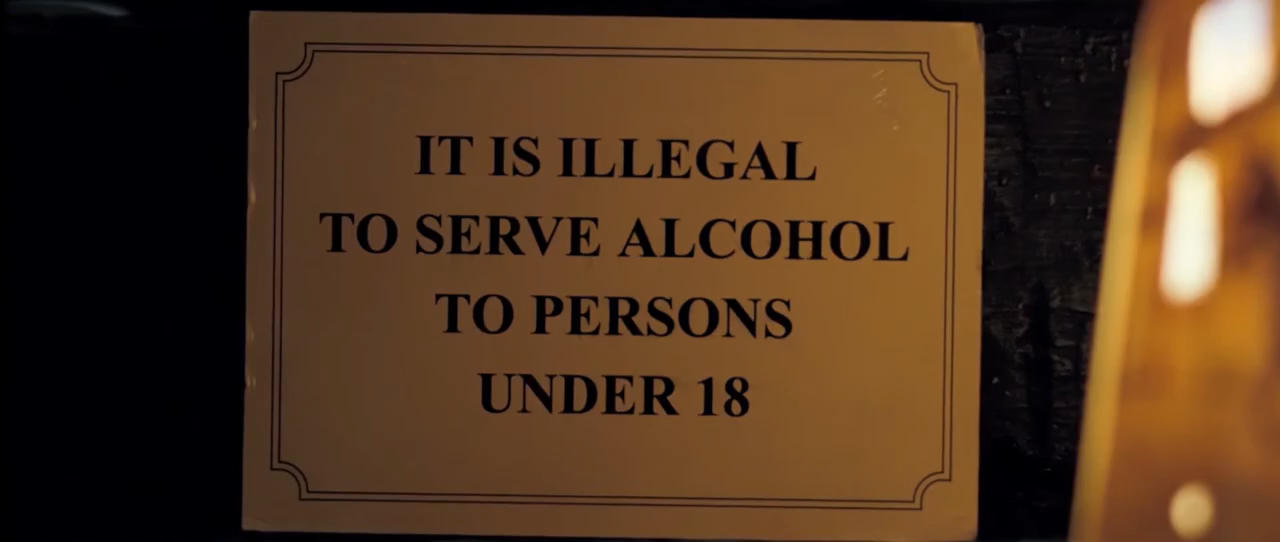 IT IS ILLEGAL
TO SERVE ALCOHOL
TO PERSONS
UNDER 18